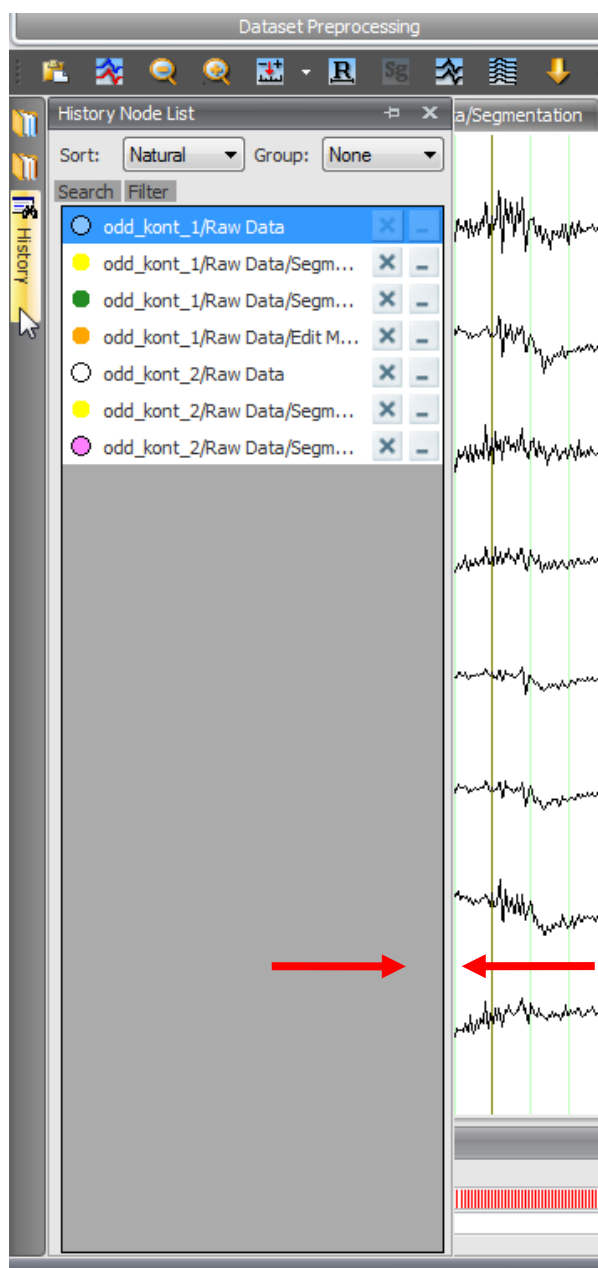 Dataset Preprocessing
R Sg
History Node List
a/Segmentation
Sort: Natural Group: None
Search Filter
History
odd_kont_1/Raw Data
odd_kont_1/Raw Data/Segm...
odd_kont_1/Raw Data/Segm...
odd_kont_1/Raw Data/Edit M...
odd_kont_2/Raw Data
odd_kont_2/Raw Data/Segm...
odd_kont_2/Raw Data/Segm...